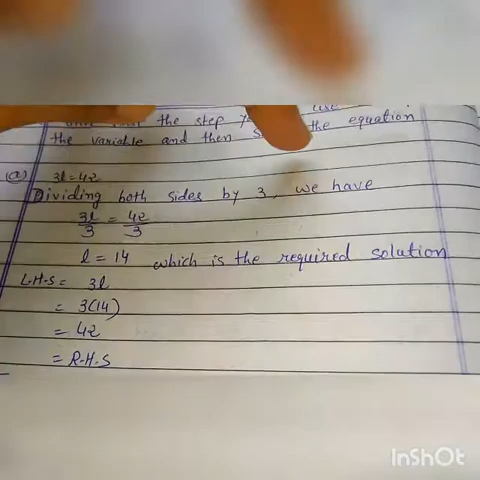 the step
the equation
the variable and then
(a) 3l = 42
Dividing both sides by 3, we have
3l/3 = 42/3
l = 14 which is the required solution
L.H.S = 3l
= 3(14)
= 42
= R.H.S
InShOt